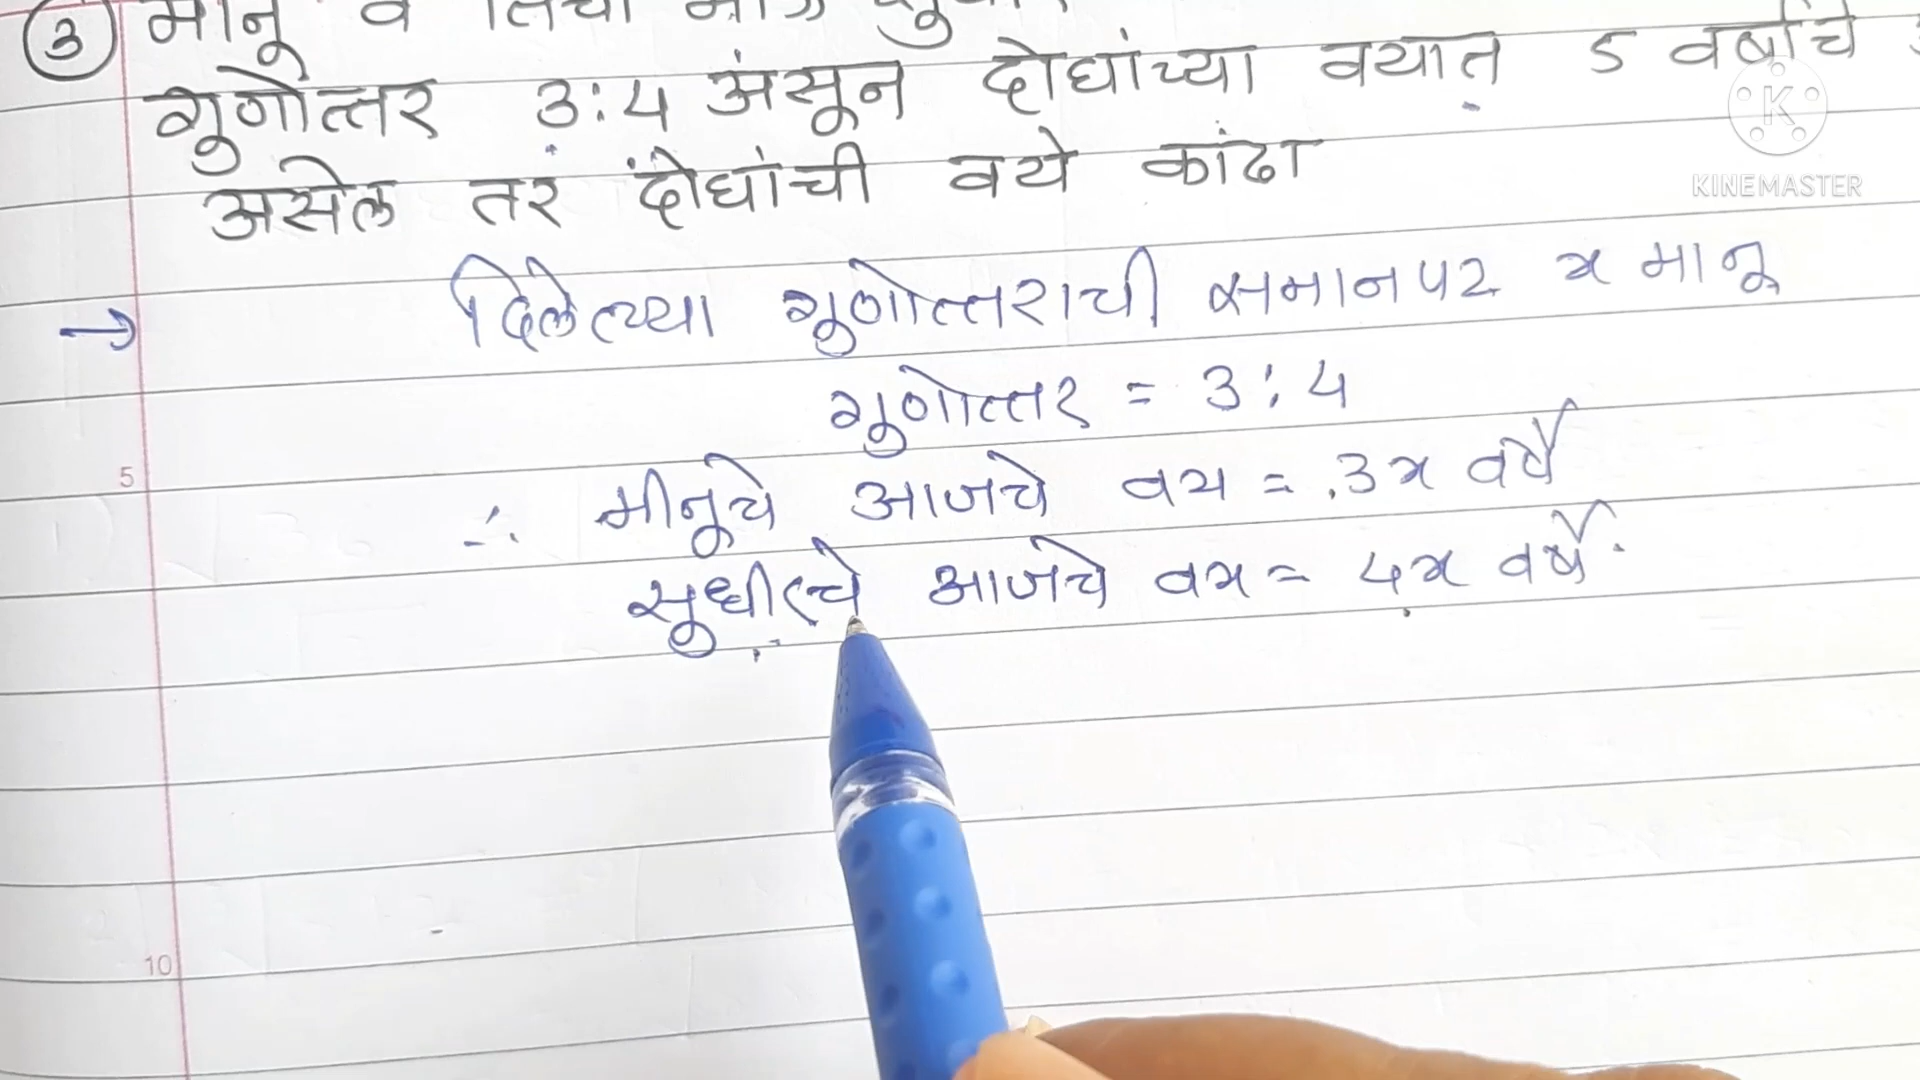 3 मीनू व
गुणोत्तर 3:4 असून दोघांच्या वयात 5 वर्षांचे
असेल तर दोघांची वये काढा
KINEMASTER
→ दिलेल्या गुणोत्तराची समानपट x मानू
गुणोत्तर = 3:4
5 ∴ मीनूचे आजचे वय = 3x वर्षे
सुधीरचे आजचे वय = 4x वर्षे.
10